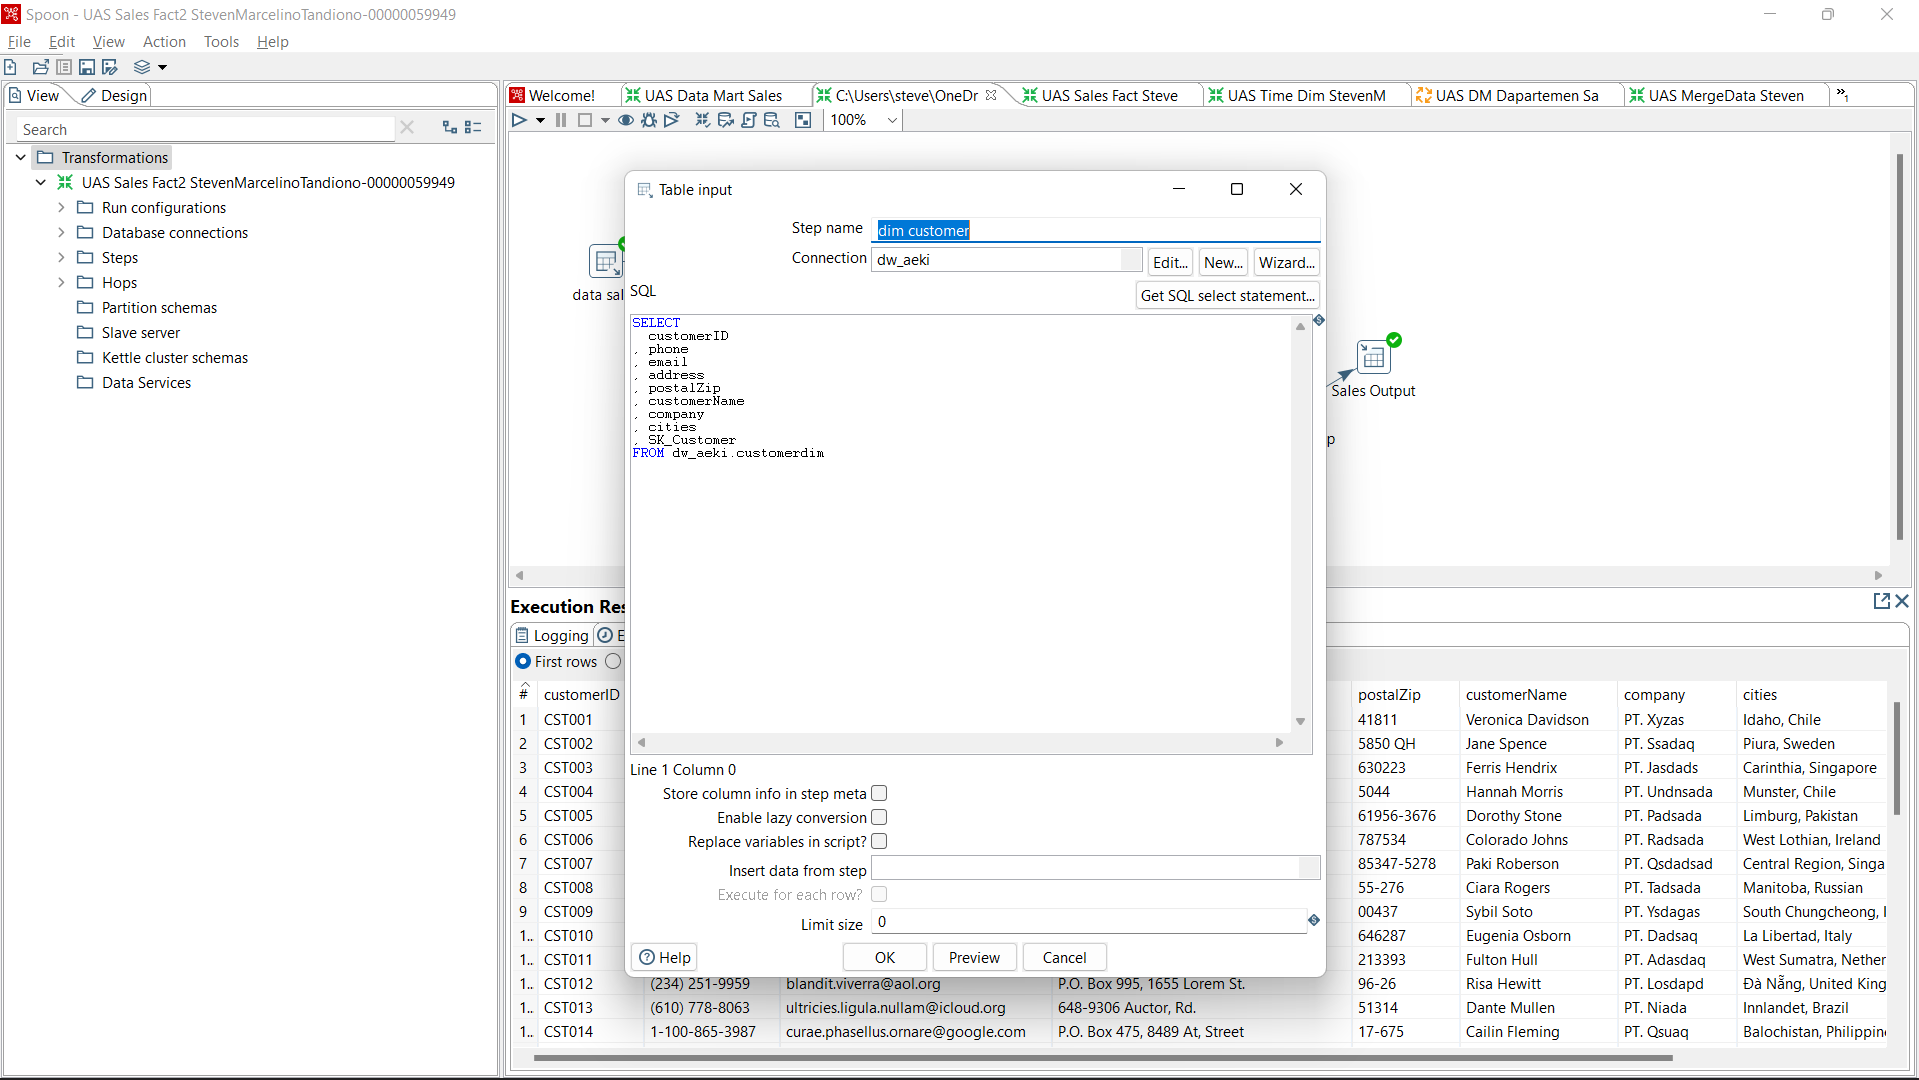 Spoon - UAS Sales Fact2 StevenMarcelinoTandiono-00000059949
File Edit View Action Tools Help
View Design
Welcome! UAS Data Mart Sales C:\Users\steve\OneDr UAS Sales Fact Steve UAS Time Dim StevenM UAS DM Dapartemen Sa UAS MergeData Steven »1
Search
100%
Transformations
UAS Sales Fact2 StevenMarcelinoTandiono-00000059949
Run configurations
Database connections
Steps
Hops
Partition schemas
Slave server
Kettle cluster schemas
Data Services
data sal
Sales Output
p
Table input
Step name dim customer
Connection dw_aeki Edit... New... Wizard...
SQL Get SQL select statement...
SELECT
customerID
, phone
, email
, address
, postalZip
, customerName
, company
, cities
, SK_Customer
FROM dw_aeki.customerdim
Line 1 Column 0
Store column info in step meta
Enable lazy conversion
Replace variables in script?
Insert data from step
Execute for each row?
Limit size 0
Help OK Preview Cancel
Execution Res
Logging E
First rows
# customerID postalZip customerName company cities
1 CST001 41811 Veronica Davidson PT. Xyzas Idaho, Chile
2 CST002 5850 QH Jane Spence PT. Ssadaq Piura, Sweden
3 CST003 630223 Ferris Hendrix PT. Jasdads Carinthia, Singapore
4 CST004 5044 Hannah Morris PT. Undnsada Munster, Chile
5 CST005 61956-3676 Dorothy Stone PT. Padsada Limburg, Pakistan
6 CST006 787534 Colorado Johns PT. Radsada West Lothian, Ireland
7 CST007 85347-5278 Paki Roberson PT. Qsdadsad Central Region, Singa
8 CST008 55-276 Ciara Rogers PT. Tadsada Manitoba, Russian
9 CST009 00437 Sybil Soto PT. Ysdagas South Chungcheong, I
1.. CST010 646287 Eugenia Osborn PT. Dadsaq La Libertad, Italy
1.. CST011 213393 Fulton Hull PT. Adasdaq West Sumatra, Nether
1.. CST012 (234) 251-9959 blandit.viverra@aol.org P.O. Box 995, 1655 Lorem St. 96-26 Risa Hewitt PT. Losdapd Đà Nẵng, United King
1.. CST013 (610) 778-8063 ultricies.ligula.nullam@icloud.org 648-9306 Auctor, Rd. 51314 Dante Mullen PT. Niada Innlandet, Brazil
1.. CST014 1-100-865-3987 curae.phasellus.ornare@google.com P.O. Box 475, 8489 At, Street 17-675 Cailin Fleming PT. Qsuaq Balochistan, Philippin